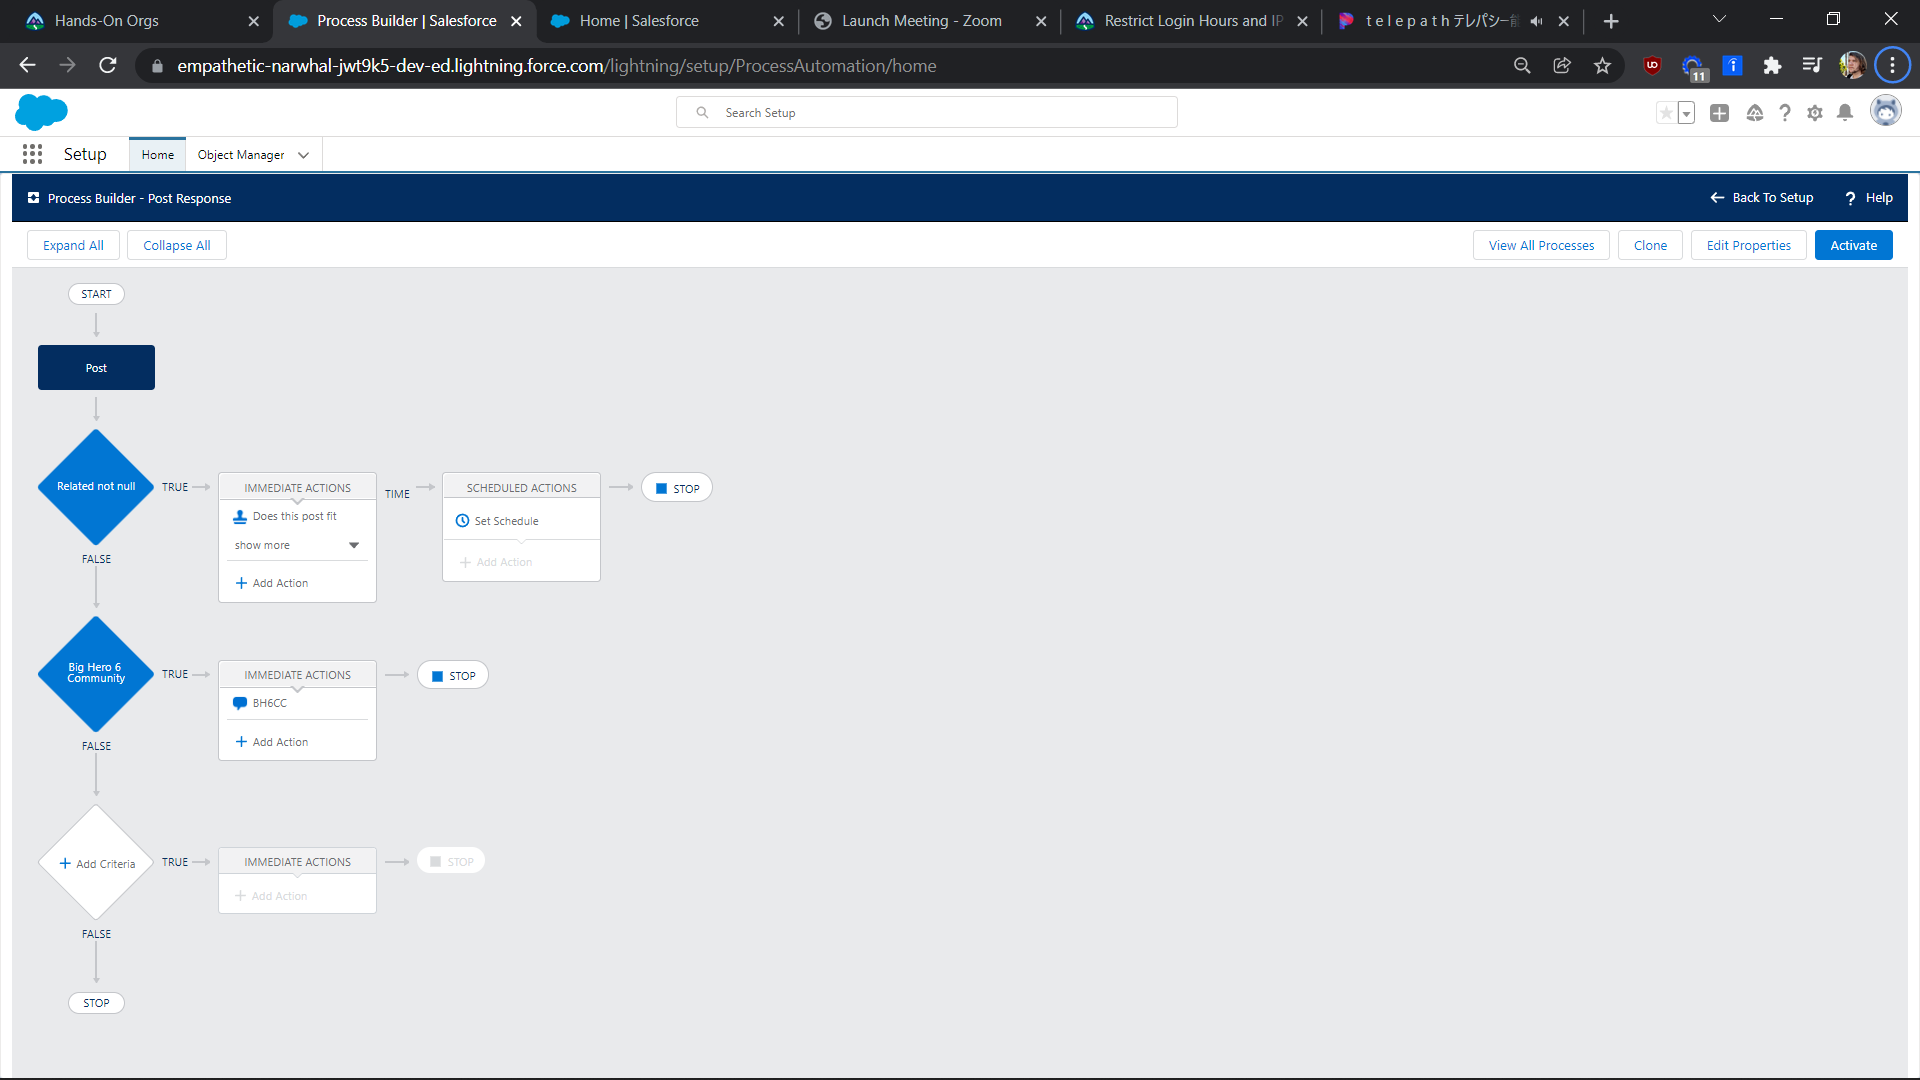 Hands-On Orgs
Process Builder | Salesforce
Home | Salesforce
Launch Meeting - Zoom
Restrict Login Hours and IP
t e l e p a t h テレパシー能
empathetic-narwhal-jwt9k5-dev-ed.lightning.force.com/lightning/setup/ProcessAutomation/home
11
Search Setup
Setup
Home
Object Manager
Process Builder - Post Response
Back To Setup
? Help
Expand All
Collapse All
View All Processes
Clone
Edit Properties
Activate
START
Post
Related not null
TRUE
IMMEDIATE ACTIONS
Does this post fit
show more
+ Add Action
TIME
SCHEDULED ACTIONS
Set Schedule
+ Add Action
STOP
FALSE
Big Hero 6
Community
TRUE
IMMEDIATE ACTIONS
BH6CC
+ Add Action
STOP
FALSE
+ Add Criteria
TRUE
IMMEDIATE ACTIONS
+ Add Action
STOP
FALSE
STOP